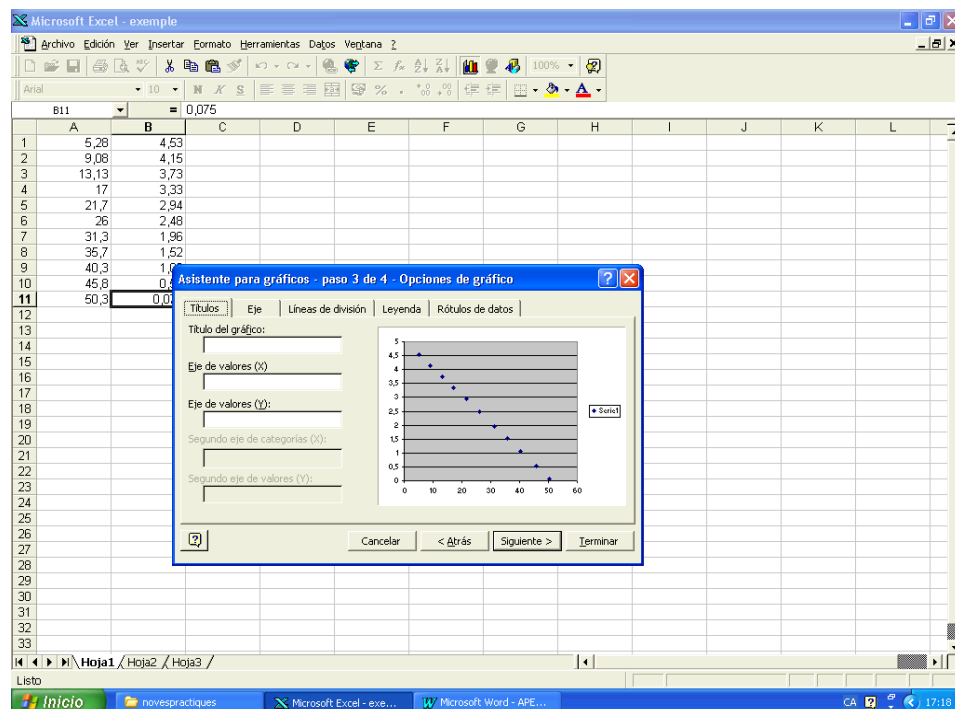 Microsoft Excel - exemple
Archivo Edición Ver Insertar Formato Herramientas Datos Ventana ?
100%
Arial 10 N K S
B11 = 0,075
A B C D E F G H I J K L
1 5,28 4,53
2 9,08 4,15
3 13,13 3,73
4 17 3,33
5 21,7 2,94
6 26 2,48
7 31,3 1,96
8 35,7 1,52
9 40,3
10 45,8
11 50,3
12
13
14
15
16
17
18
19
20
21
22
23
24
25
26
27
28
29
30
31
32
33
Asistente para gráficos - paso 3 de 4 - Opciones de gráfico
Títulos Eje Líneas de división Leyenda Rótulos de datos
Título del gráfico:
Eje de valores (X)
Eje de valores (Y):
Segundo eje de categorías (X):
Segundo eje de valores (Y):
5
4,5
4
3,5
3
2,5
2
1,5
1
0,5
0
0 10 20 30 40 50 60
Serie1
Cancelar < Atrás Siguiente > Terminar
Hoja1 Hoja2 Hoja3
Listo
Inicio novespractiques Microsoft Excel - exe... Microsoft Word - APE... CA 17:18